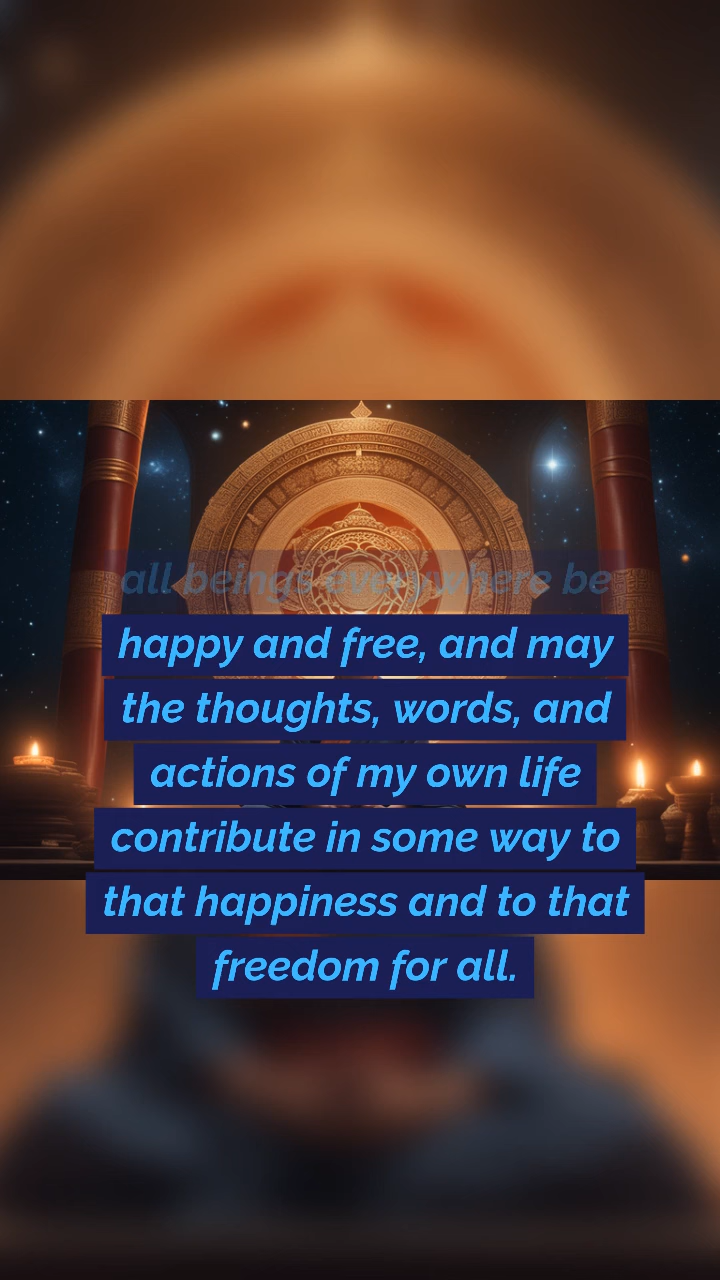 all beings everywhere be
happy and free, and may
the thoughts, words, and
actions of my own life
contribute in some way to
that happiness and to that
freedom for all.